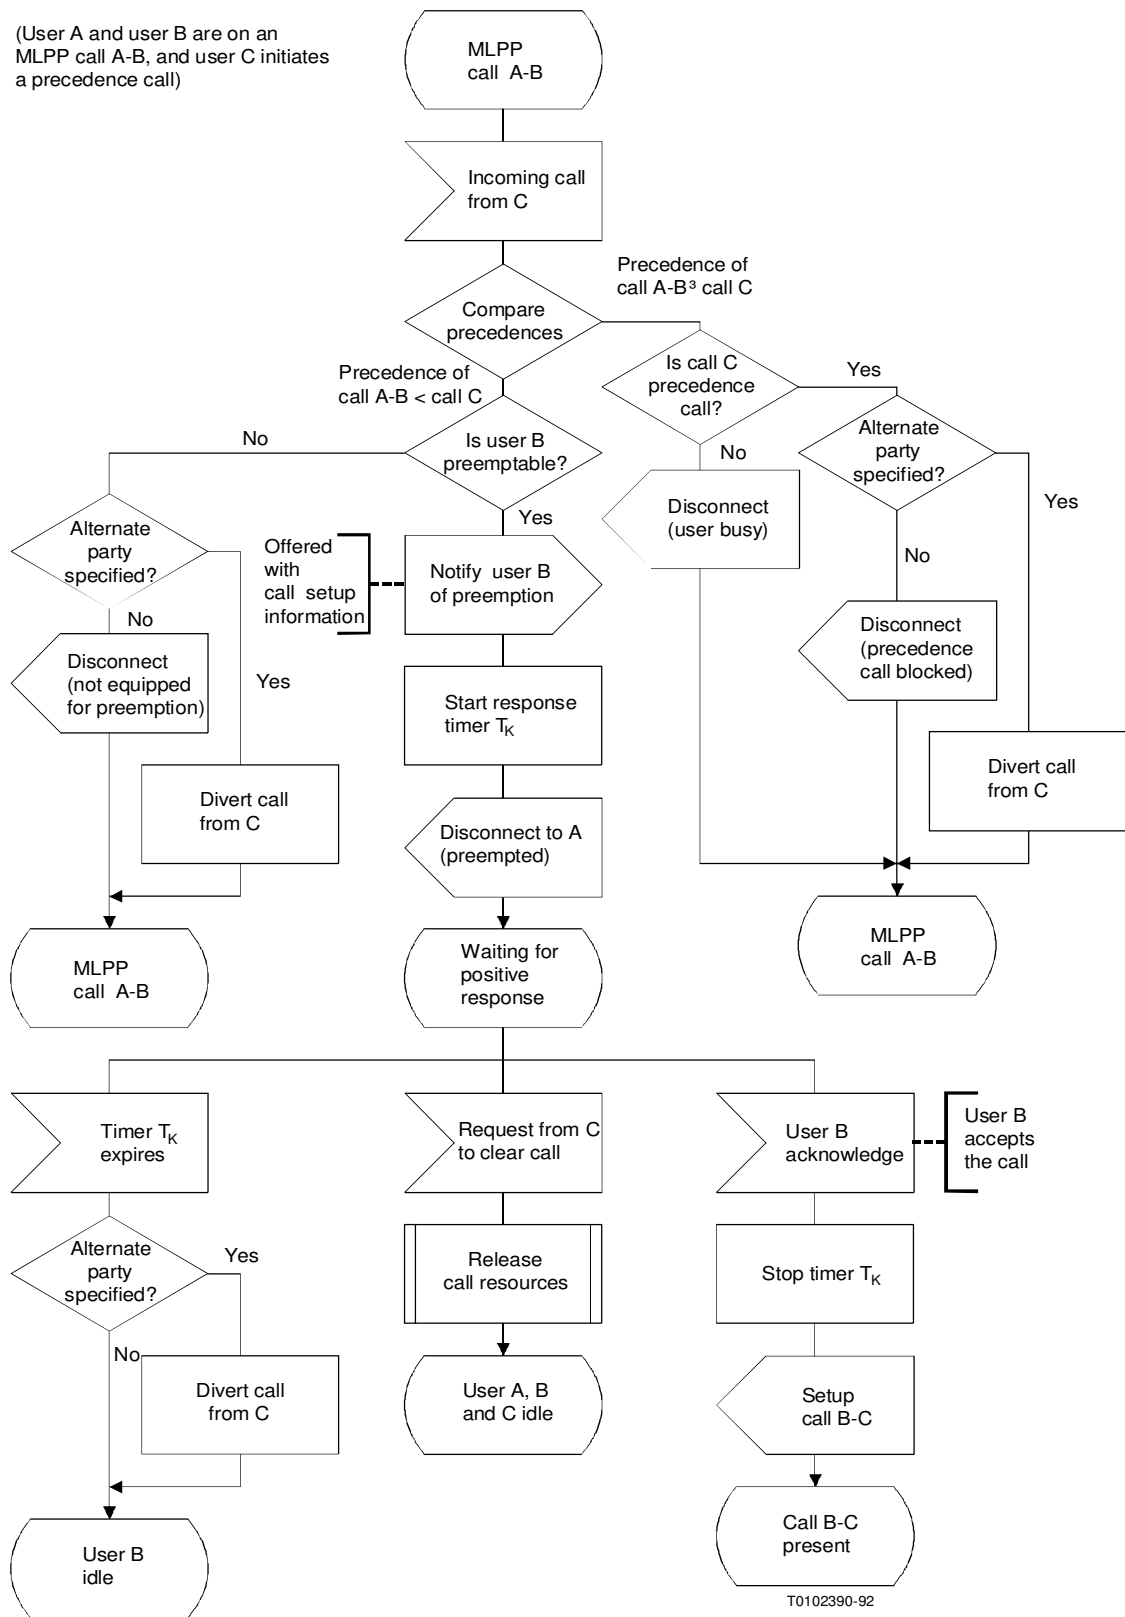 (User A and user B are on an
MLPP call A-B, and user C initiates
a precedence call)
MLPP
call A-B
Incoming call
from C
Precedence of
call A-B³ call C
Compare
precedences
Precedence of
call A-B < call C
Is call C
precedence
call?
Yes
No
Is user B
preemptable?
No
Alternate
party
specified?
Yes
Disconnect
(user busy)
Yes
Alternate
party
specified?
Offered
with
call setup
information
Notify user B
of preemption
No
No
Disconnect
(precedence
call blocked)
Disconnect
(not equipped
for preemption)
Yes
Start response
timer TK
Divert call
from C
Divert call
from C
Disconnect to A
(preempted)
MLPP
call A-B
Waiting for
positive
response
MLPP
call A-B
Timer TK
expires
Request from C
to clear call
User B
acknowledge
User B
accepts
the call
Alternate
party
specified?
Yes
Release
call resources
Stop timer TK
No
Divert call
from C
User A, B
and C idle
Setup
call B-C
User B
idle
Call B-C
present
T0102390-92